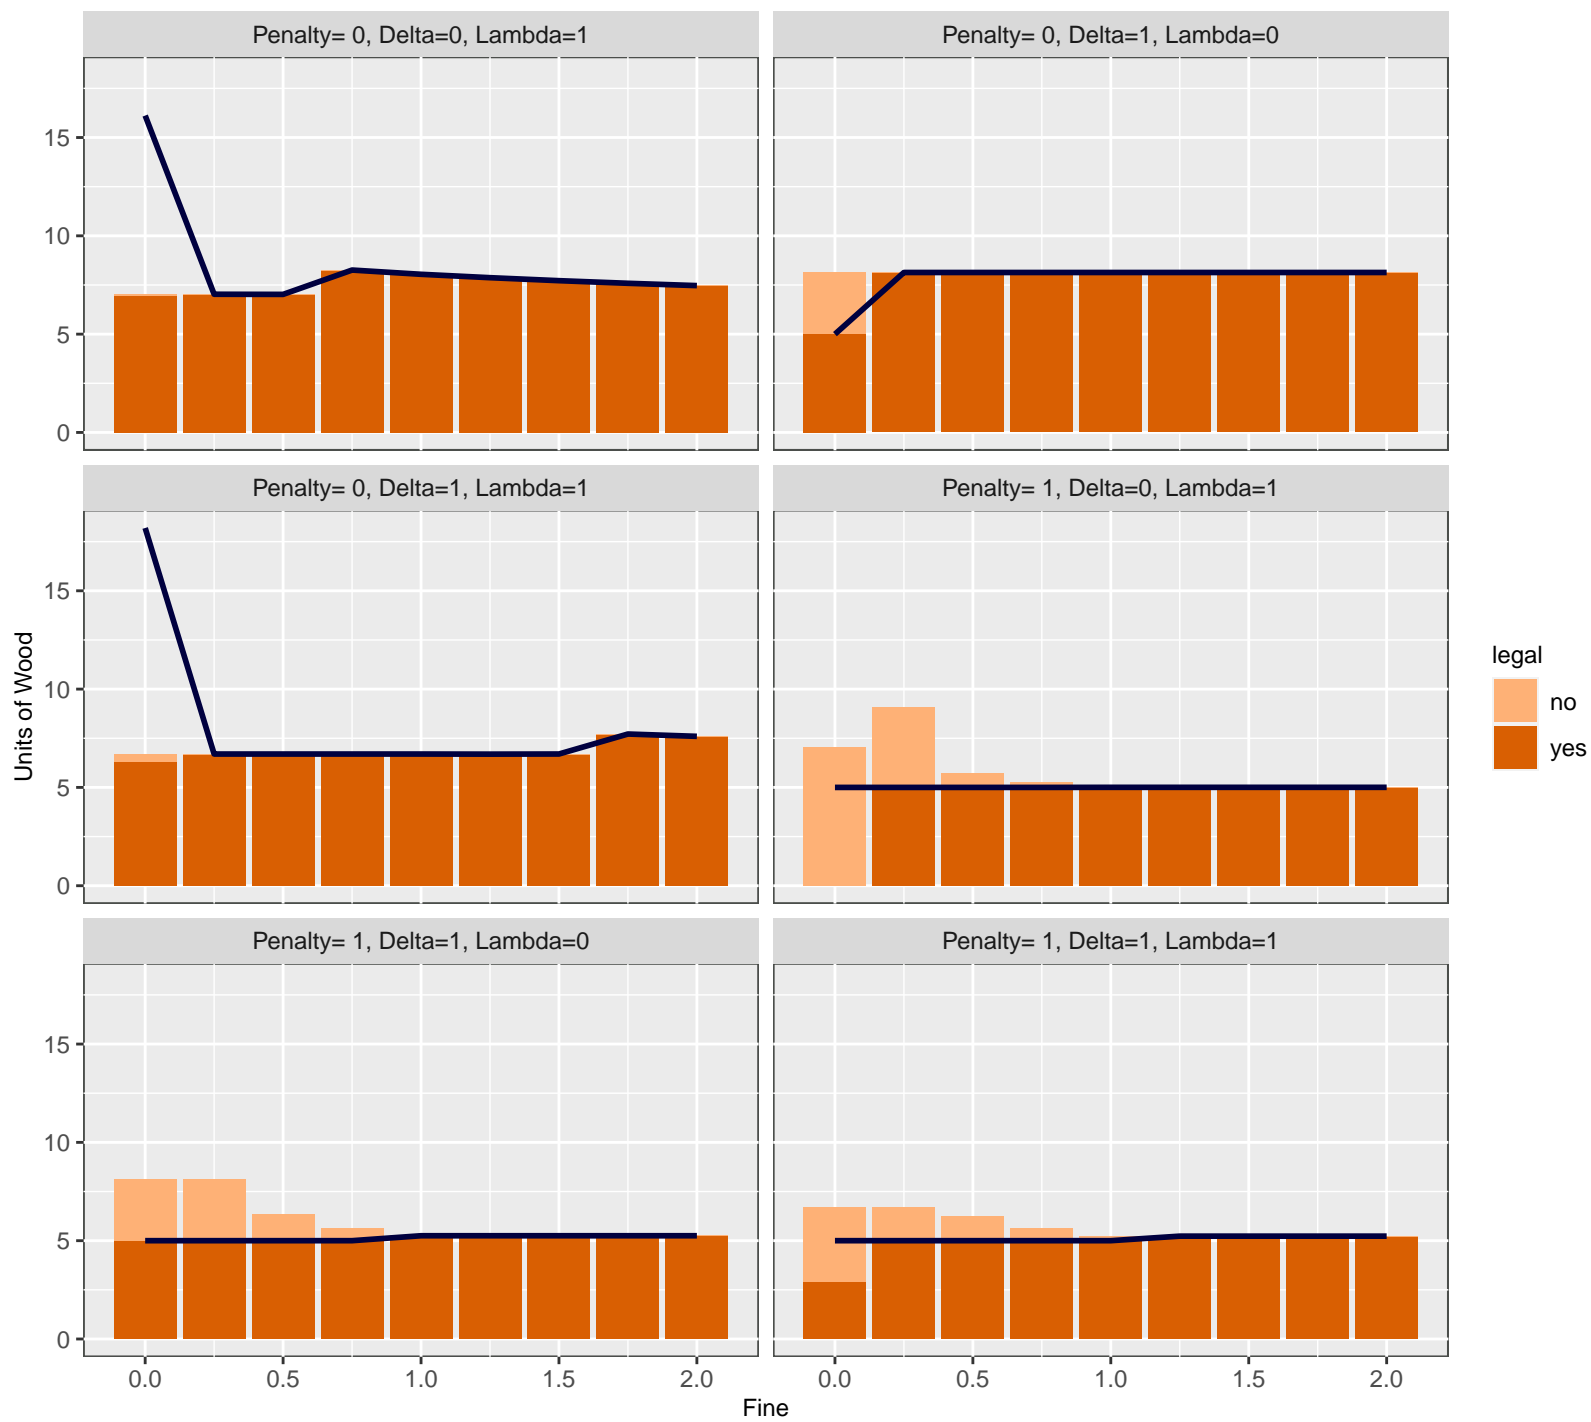 Penalty= 0, Delta=0, Lambda=1
Penalty= 0, Delta=1, Lambda=0
15
10
5
0
Penalty= 0, Delta=1, Lambda=1
Penalty= 1, Delta=0, Lambda=1
15
10
5
0
Units of Wood
legal
no
yes
Penalty= 1, Delta=1, Lambda=0
Penalty= 1, Delta=1, Lambda=1
15
10
5
0
0.0 0.5 1.0 1.5 2.0
0.0 0.5 1.0 1.5 2.0
Fine